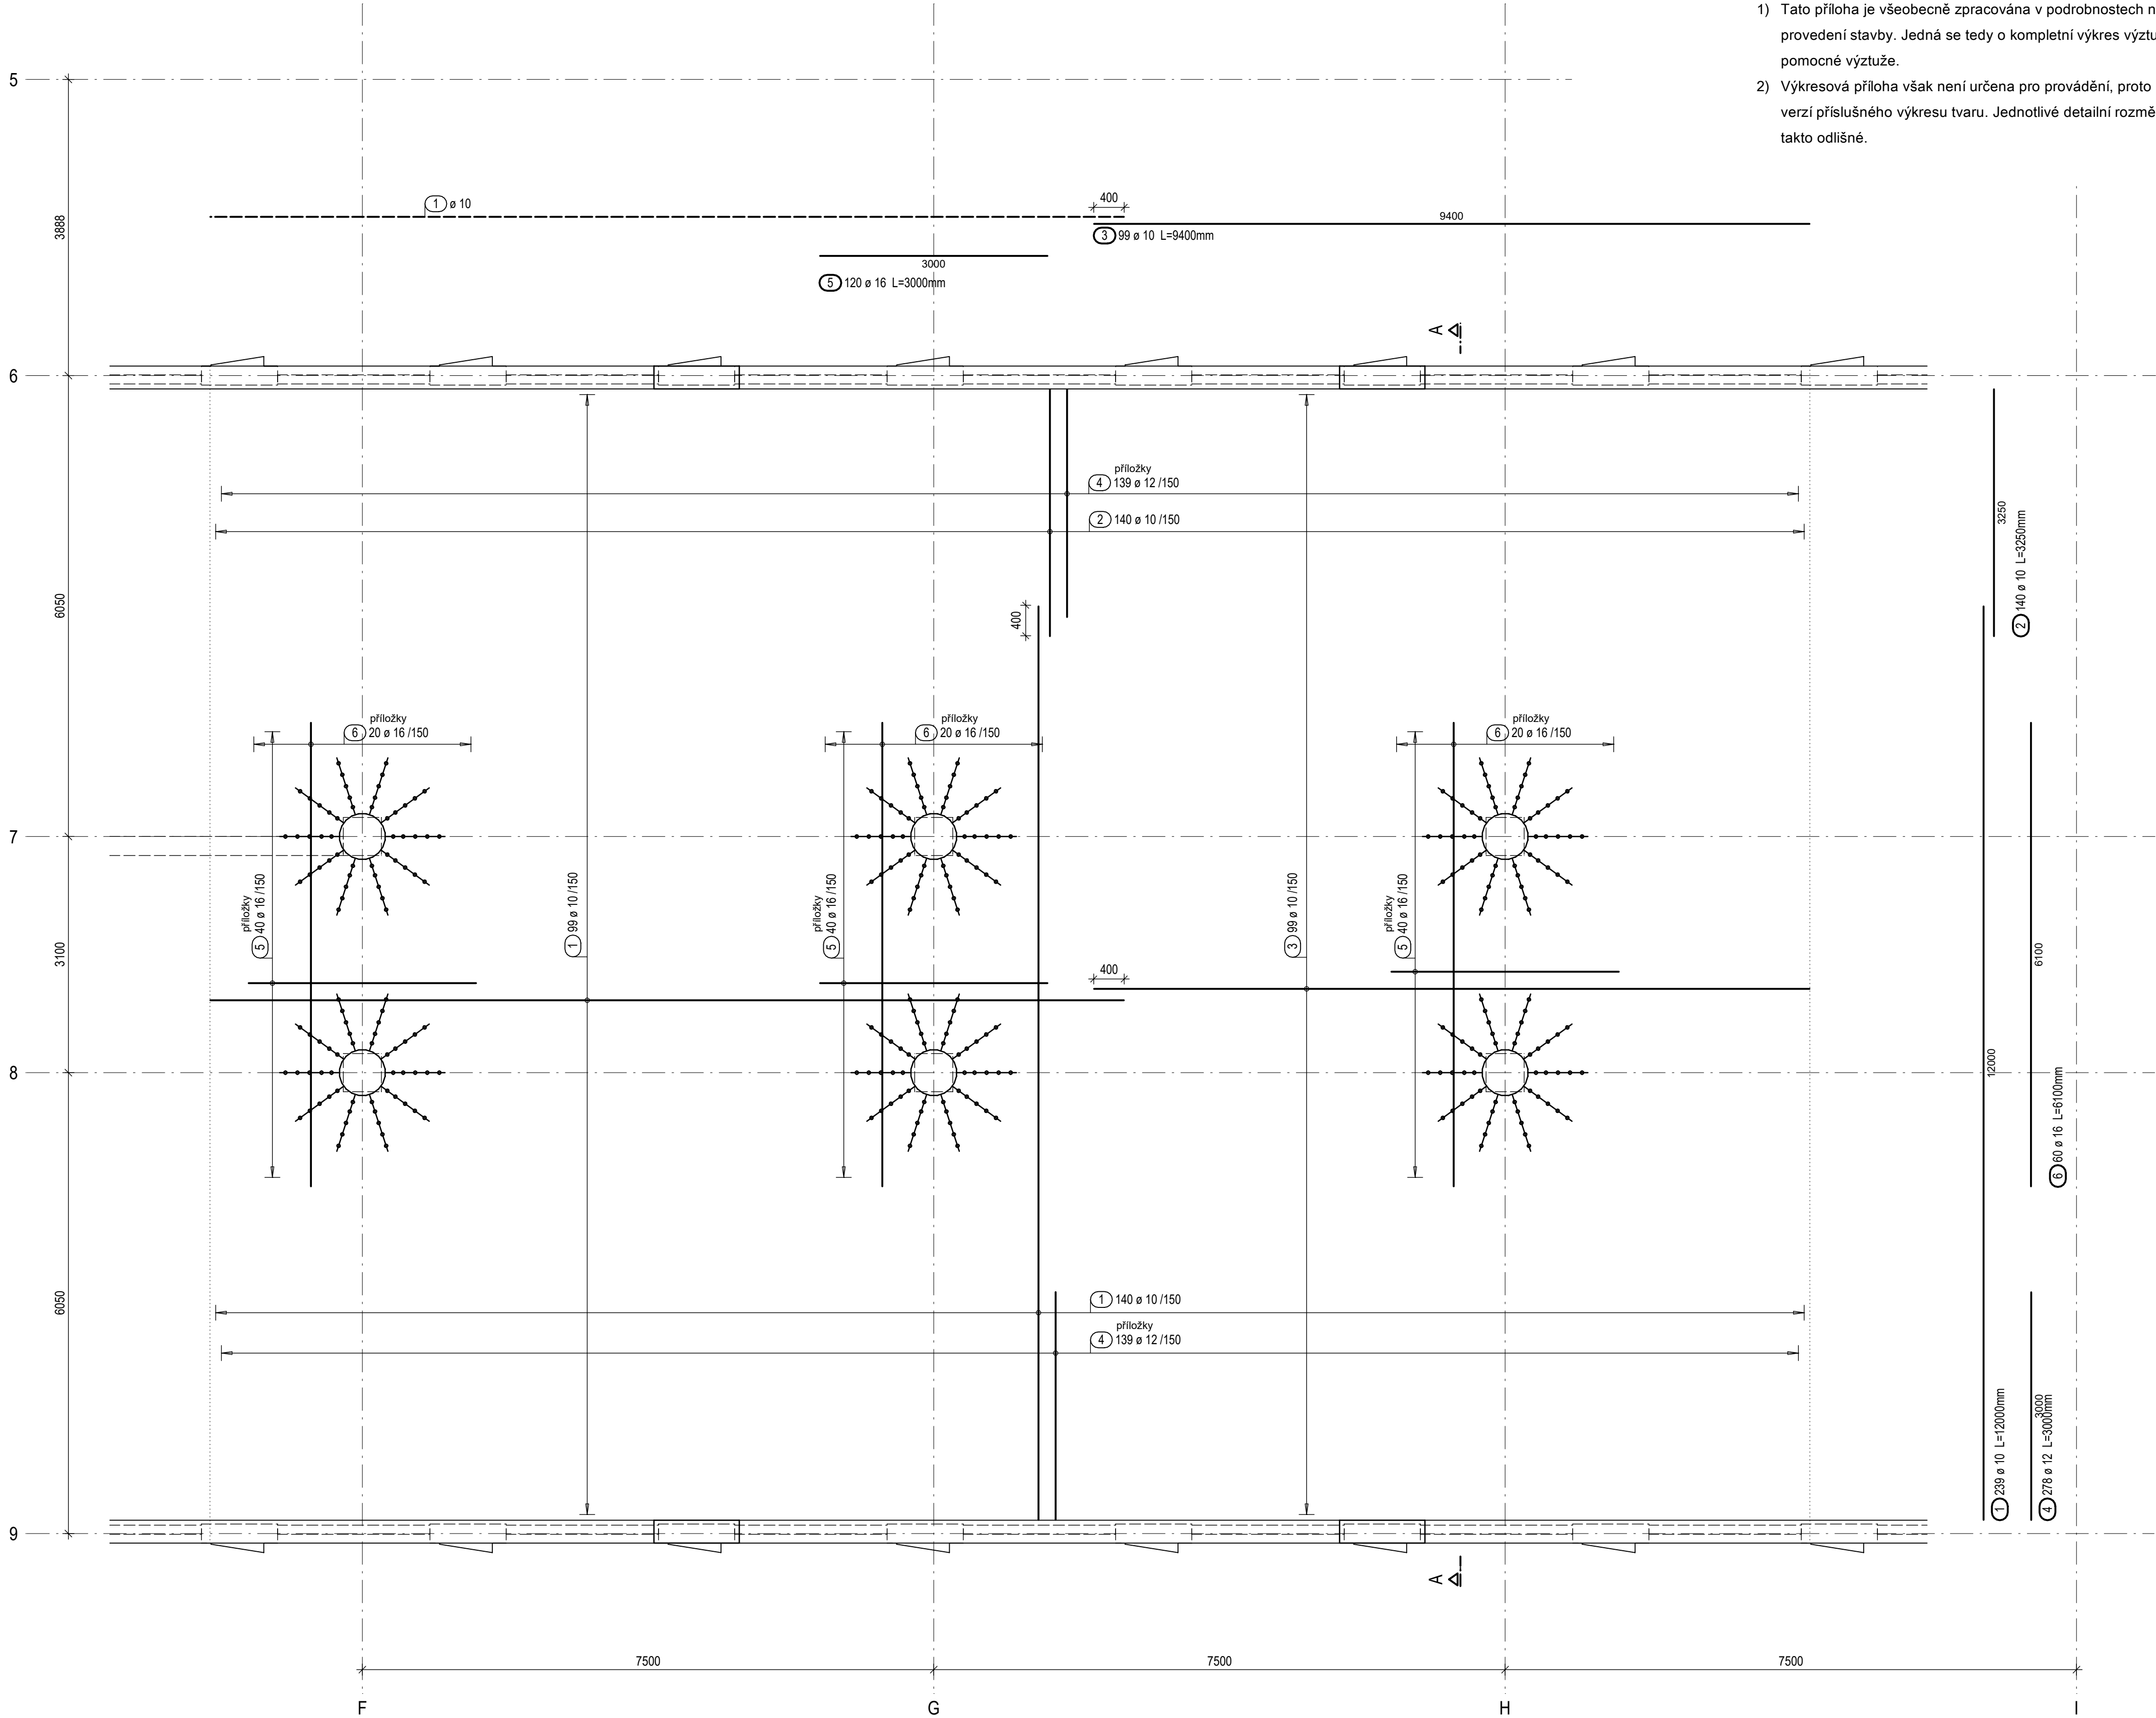 1) Tato příloha je všeobecně zpracována v podrobnostech n
provedení stavby. Jedná se tedy o kompletní výkres výztu
pomocné výztuže.
2) Výkresová příloha však není určena pro provádění, proto
verzí příslušného výkresu tvaru. Jednotlivé detailní rozmě
takto odlišné.
5
1 ø 10
400
9400
3 99 ø 10 L=9400mm
3888
3000
5 120 ø 16 L=3000mm
A
6
příložky
4 139 ø 12 /150
2 140 ø 10 /150
3250
2 140 ø 10 L=3250mm
6050
400
příložky
6 20 ø 16 /150
příložky
6 20 ø 16 /150
příložky
6 20 ø 16 /150
7
příložky
5 40 ø 16 /150
1 99 ø 10 /150
příložky
5 40 ø 16 /150
3 99 ø 10 /150
příložky
5 40 ø 16 /150
3100
400
6100
8
12000
6 60 ø 16 L=6100mm
6050
1 140 ø 10 /150
příložky
4 139 ø 12 /150
1 239 ø 10 L=12000mm
3000
4 278 ø 12 L=3000mm
9
A
7500
7500
7500
F
G
H
I